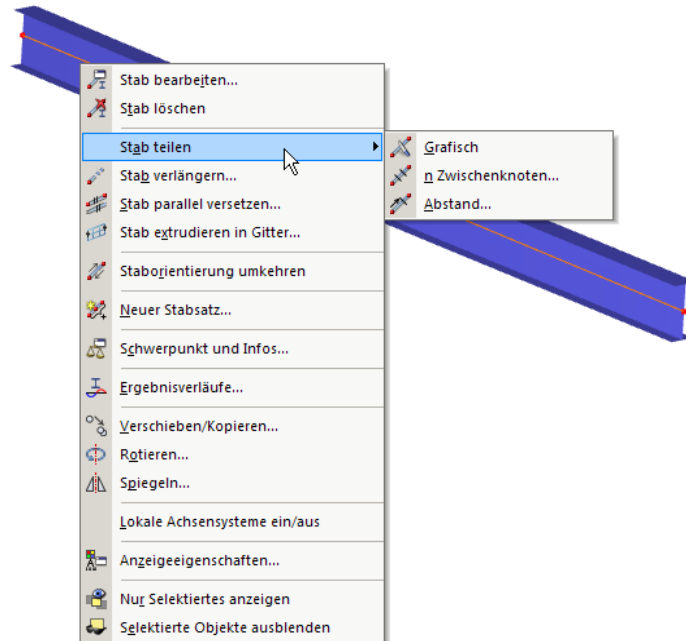 Stab bearbeiten...
Stab löschen
Stab teilen
Grafisch
n Zwischenknoten...
Abstand...
Stab verlängern...
Stab parallel versetzen...
Stab extrudieren in Gitter...
Staborientierung umkehren
Neuer Stabsatz...
Schwerpunkt und Infos...
Ergebnisverläufe...
Verschieben/Kopieren...
Rotieren...
Spiegeln...
Lokale Achsensysteme ein/aus
Anzeigeeigenschaften...
Nur Selektiertes anzeigen
Selektierte Objekte ausblenden